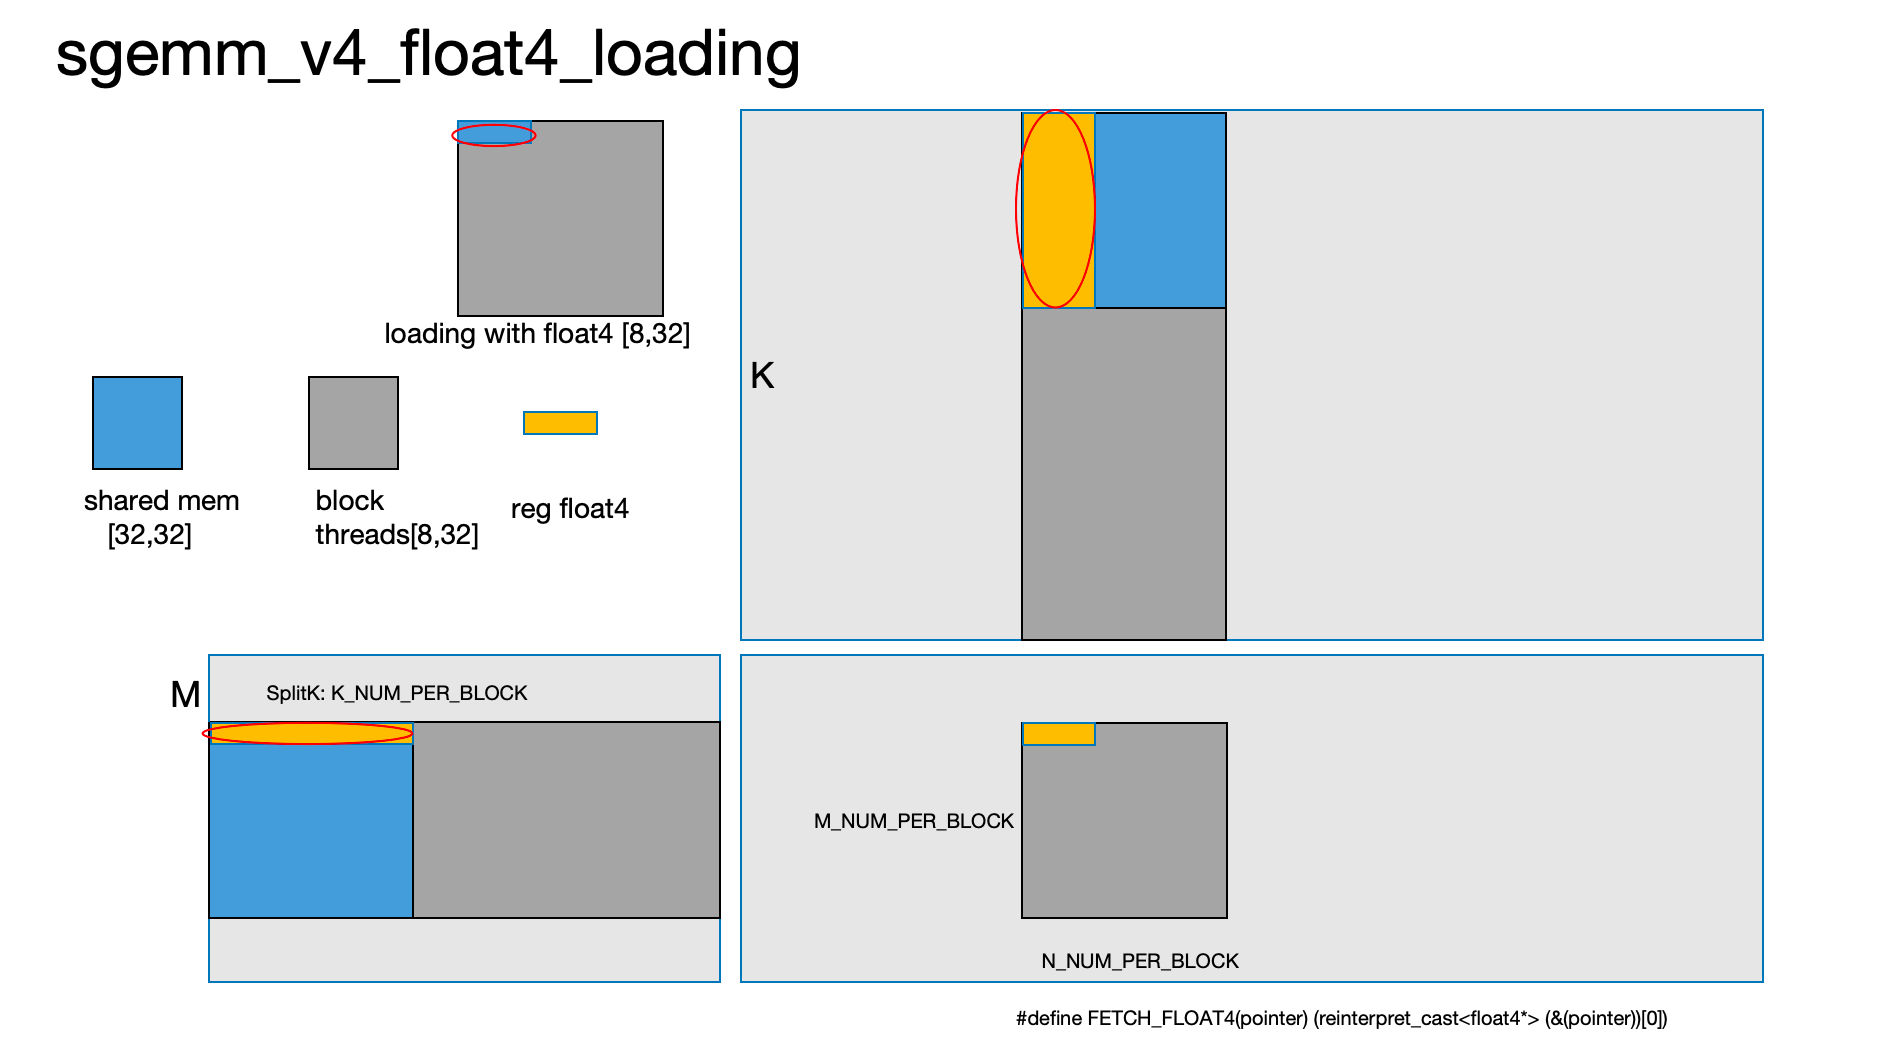 sgemm_v4_float4_loading
loading with float4 [8,32]
K
shared mem
[32,32]
block
threads[8,32]
reg float4
M
SplitK: K_NUM_PER_BLOCK
M_NUM_PER_BLOCK
N_NUM_PER_BLOCK
#define FETCH_FLOAT4(pointer) (reinterpret_cast<float4*> (&(pointer))[0])